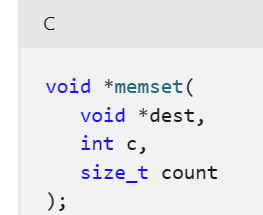 C
void *memset(
void *dest,
int c,
size_t count
);